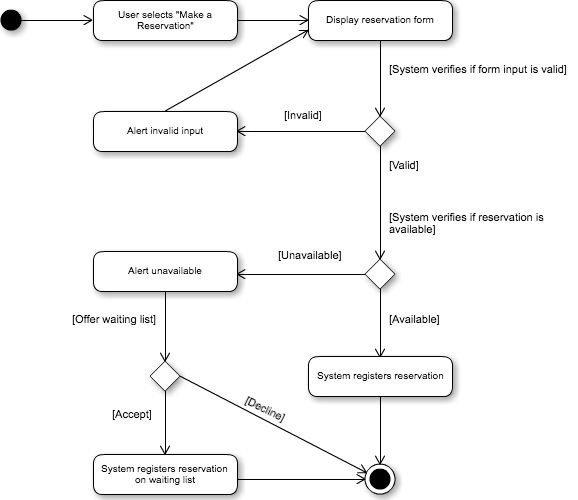 User selects "Make a
Reservation"
Display reservation form
[System verifies if form input is valid]
[Invalid]
Alert invalid input
[Valid]
[System verifies if reservation is
available]
[Unavailable]
Alert unavailable
[Offer waiting list]
[Available]
System registers reservation
[Decline]
[Accept]
System registers reservation
on waiting list